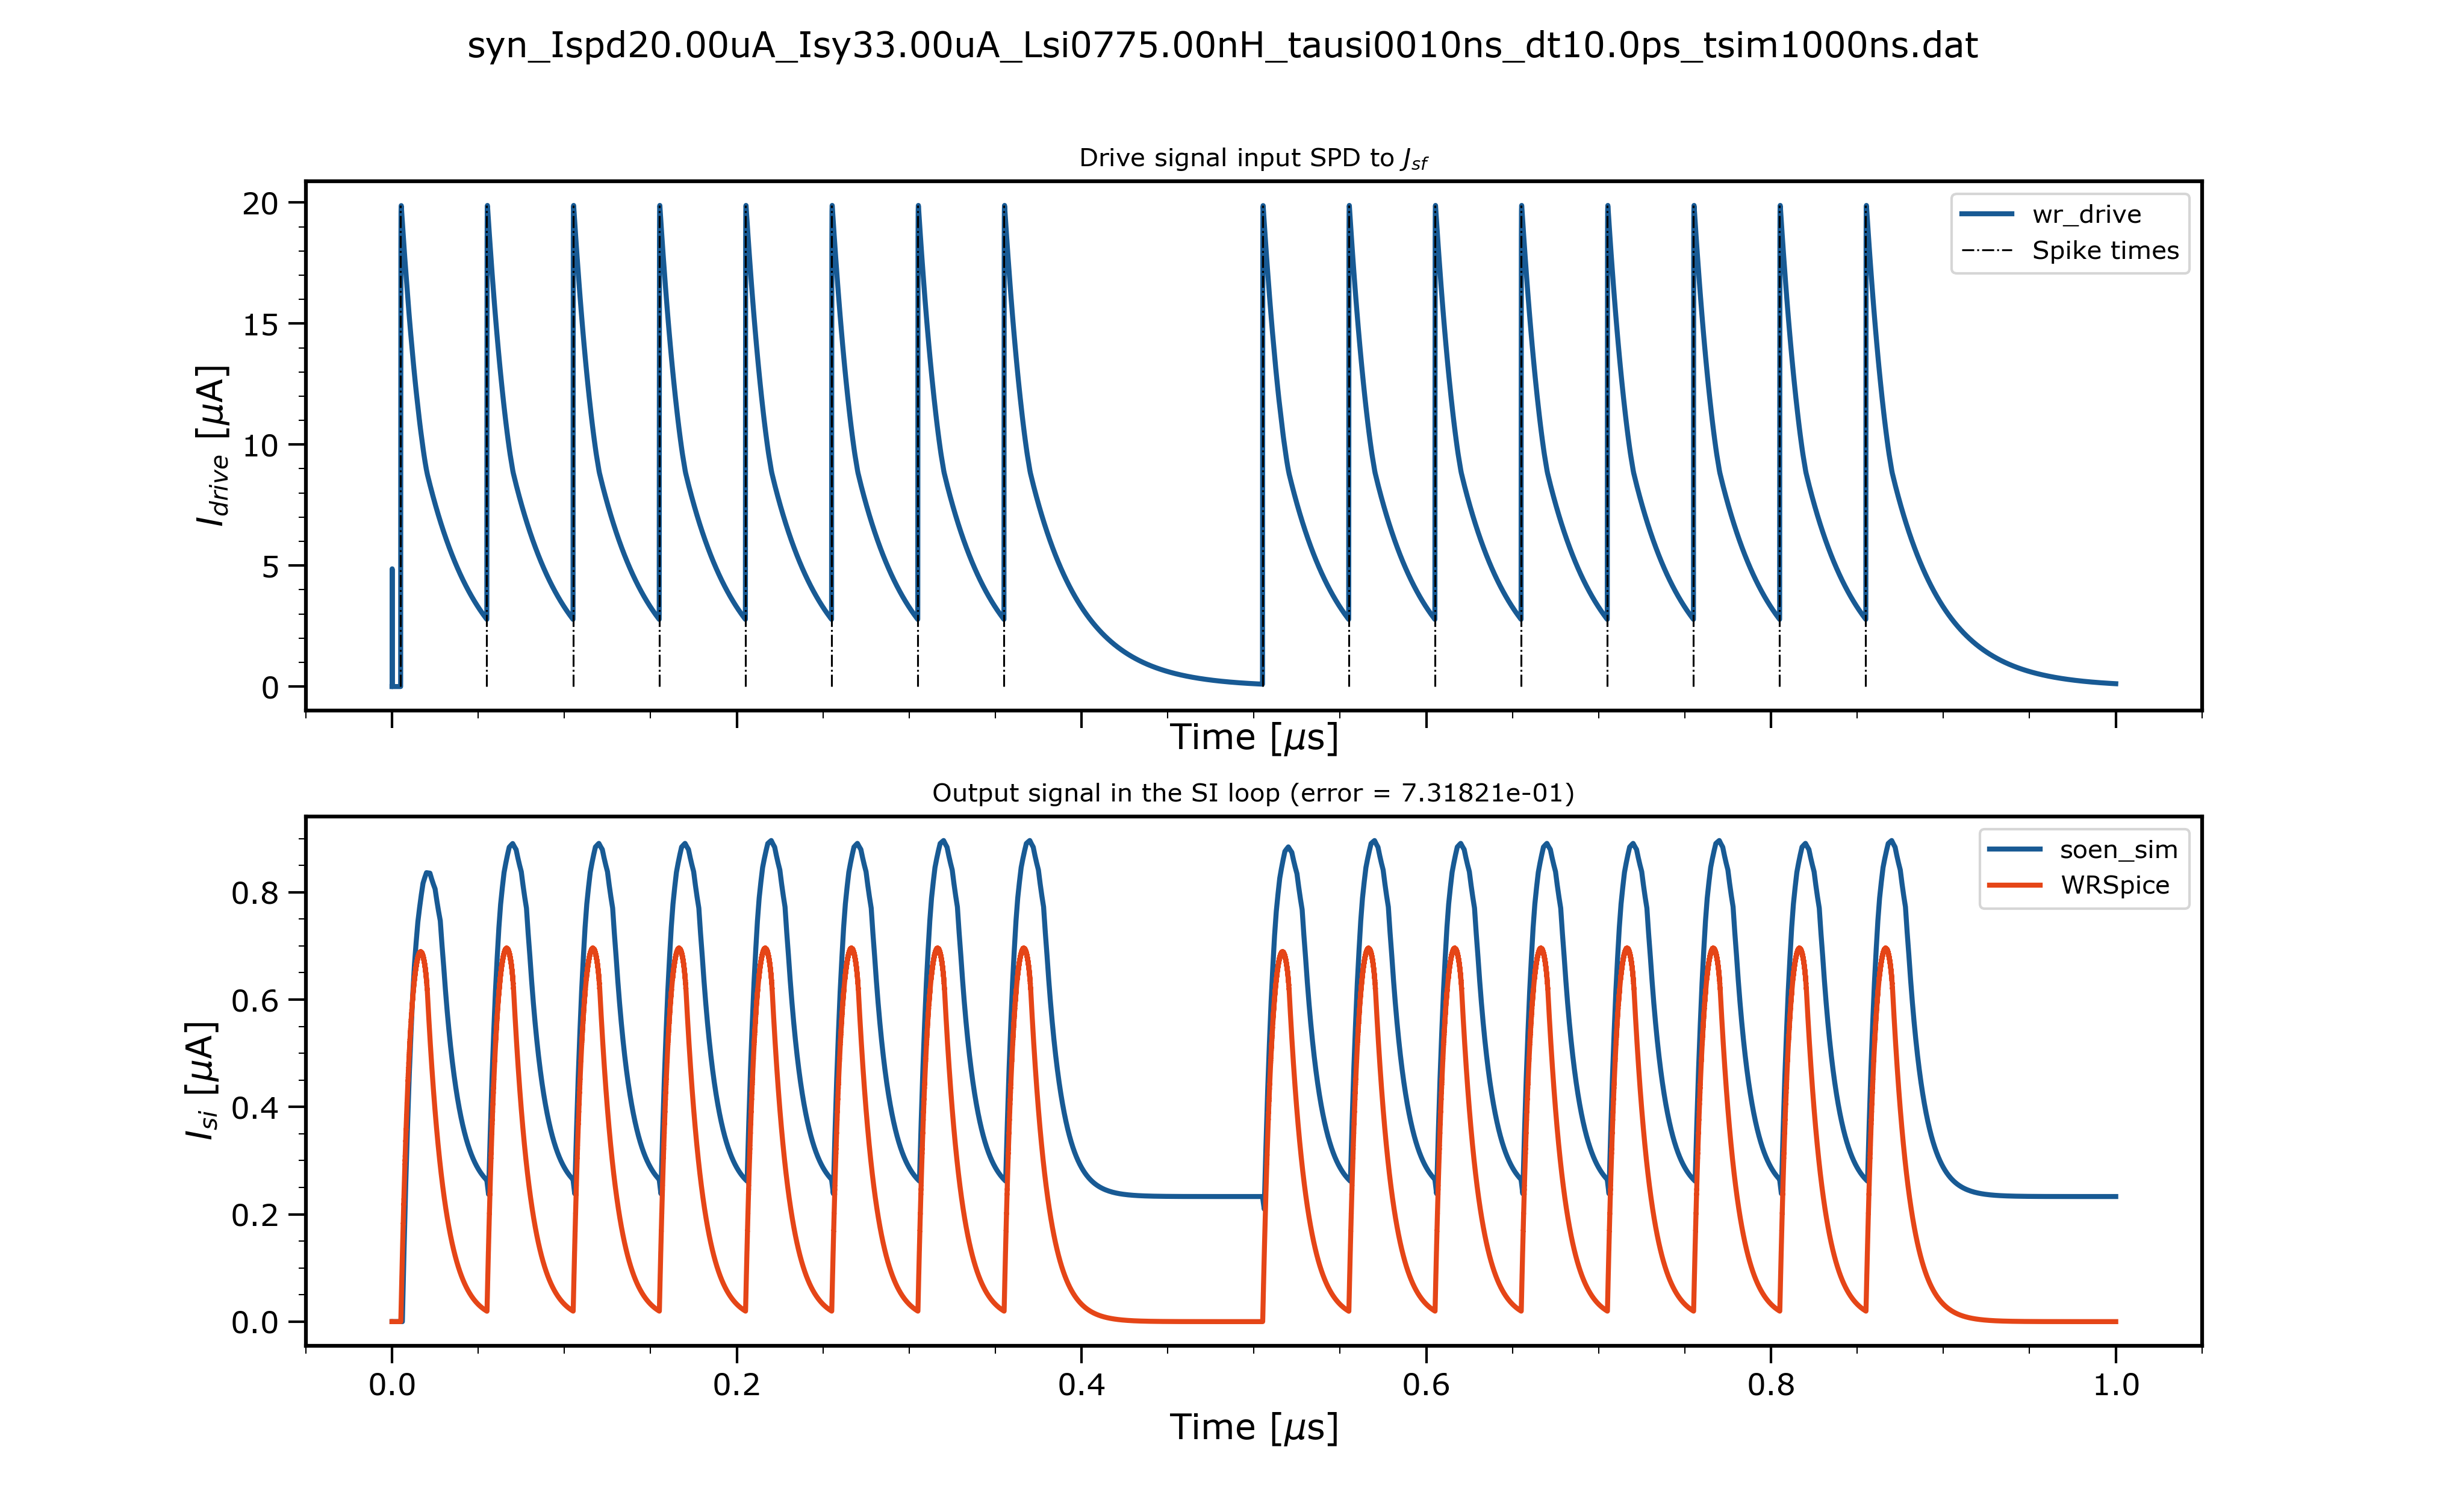 syn_Ispd20.00uA_Isy33.00uA_Lsi0775.00nH_tausi0010ns_dt10.0ps_tsim1000ns.dat
Drive signal input SPD to J_sf
20
15
10
5
0
I_drive [μA]
wr_drive
Spike times
Time [μs]
Output signal in the SI loop (error = 7.31821e-01)
0.8
0.6
0.4
0.2
0.0
I_si [μA]
soen_sim
WRSpice
0.0 0.2 0.4 0.6 0.8 1.0
Time [μs]